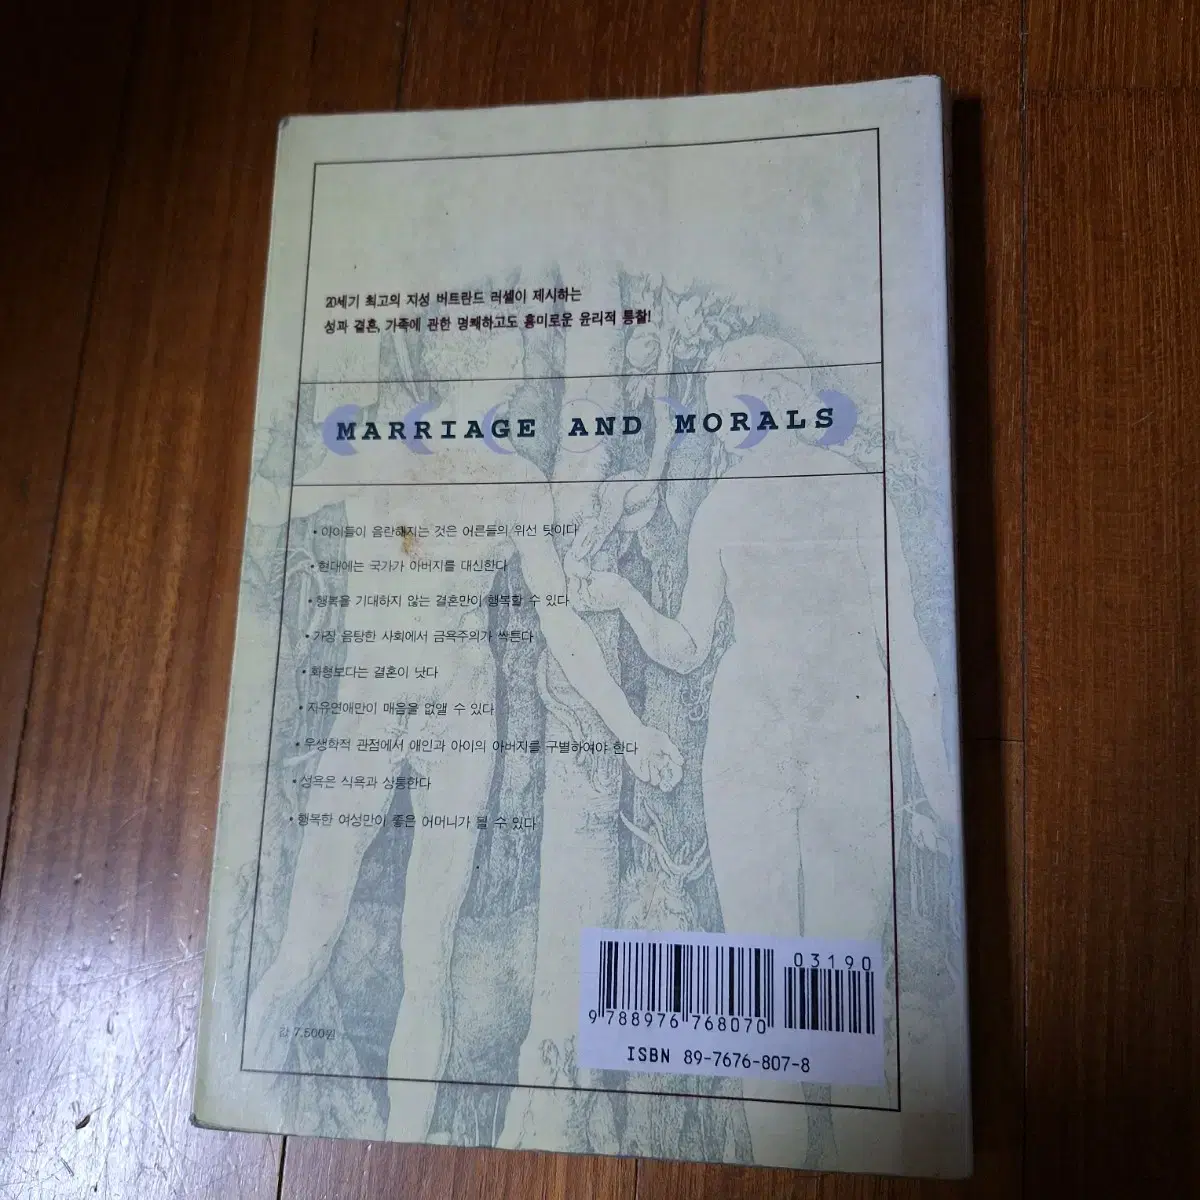 20세기 최고의 지성 버트란드 러셀이 제시하는
성과 결혼, 가족에 관한 명쾌하고도 흥미로운 윤리적 통찰!
MARRIAGE AND MORALS
• 아이들이 음란해지는 것은 어른들의 위선 탓이다
• 현대에는 국가가 아버지를 대신한다
• 행복을 기대하지 않는 결혼만이 행복할 수 있다
• 가장 음탕한 사회에서 금욕주의가 싹튼다
• 화형보다는 결혼이 낫다
• 자유연애만이 매음을 없앨 수 있다
• 우생학적 관점에서 애인과 아이의 아버지를 구별하여야 한다
• 성욕은 식욕과 상통한다
• 행복한 여성만이 좋은 어머니가 될 수 있다
03190
9 788976 768070
ISBN 89-7676-807-8
값 7,500원